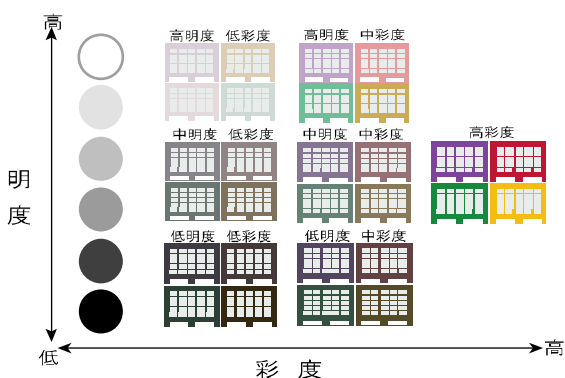 高
高明度 低彩度 高明度 中彩度
中明度 低彩度 中明度 中彩度 高彩度
明度
低明度 低彩度 低明度 中彩度
低 高
彩度